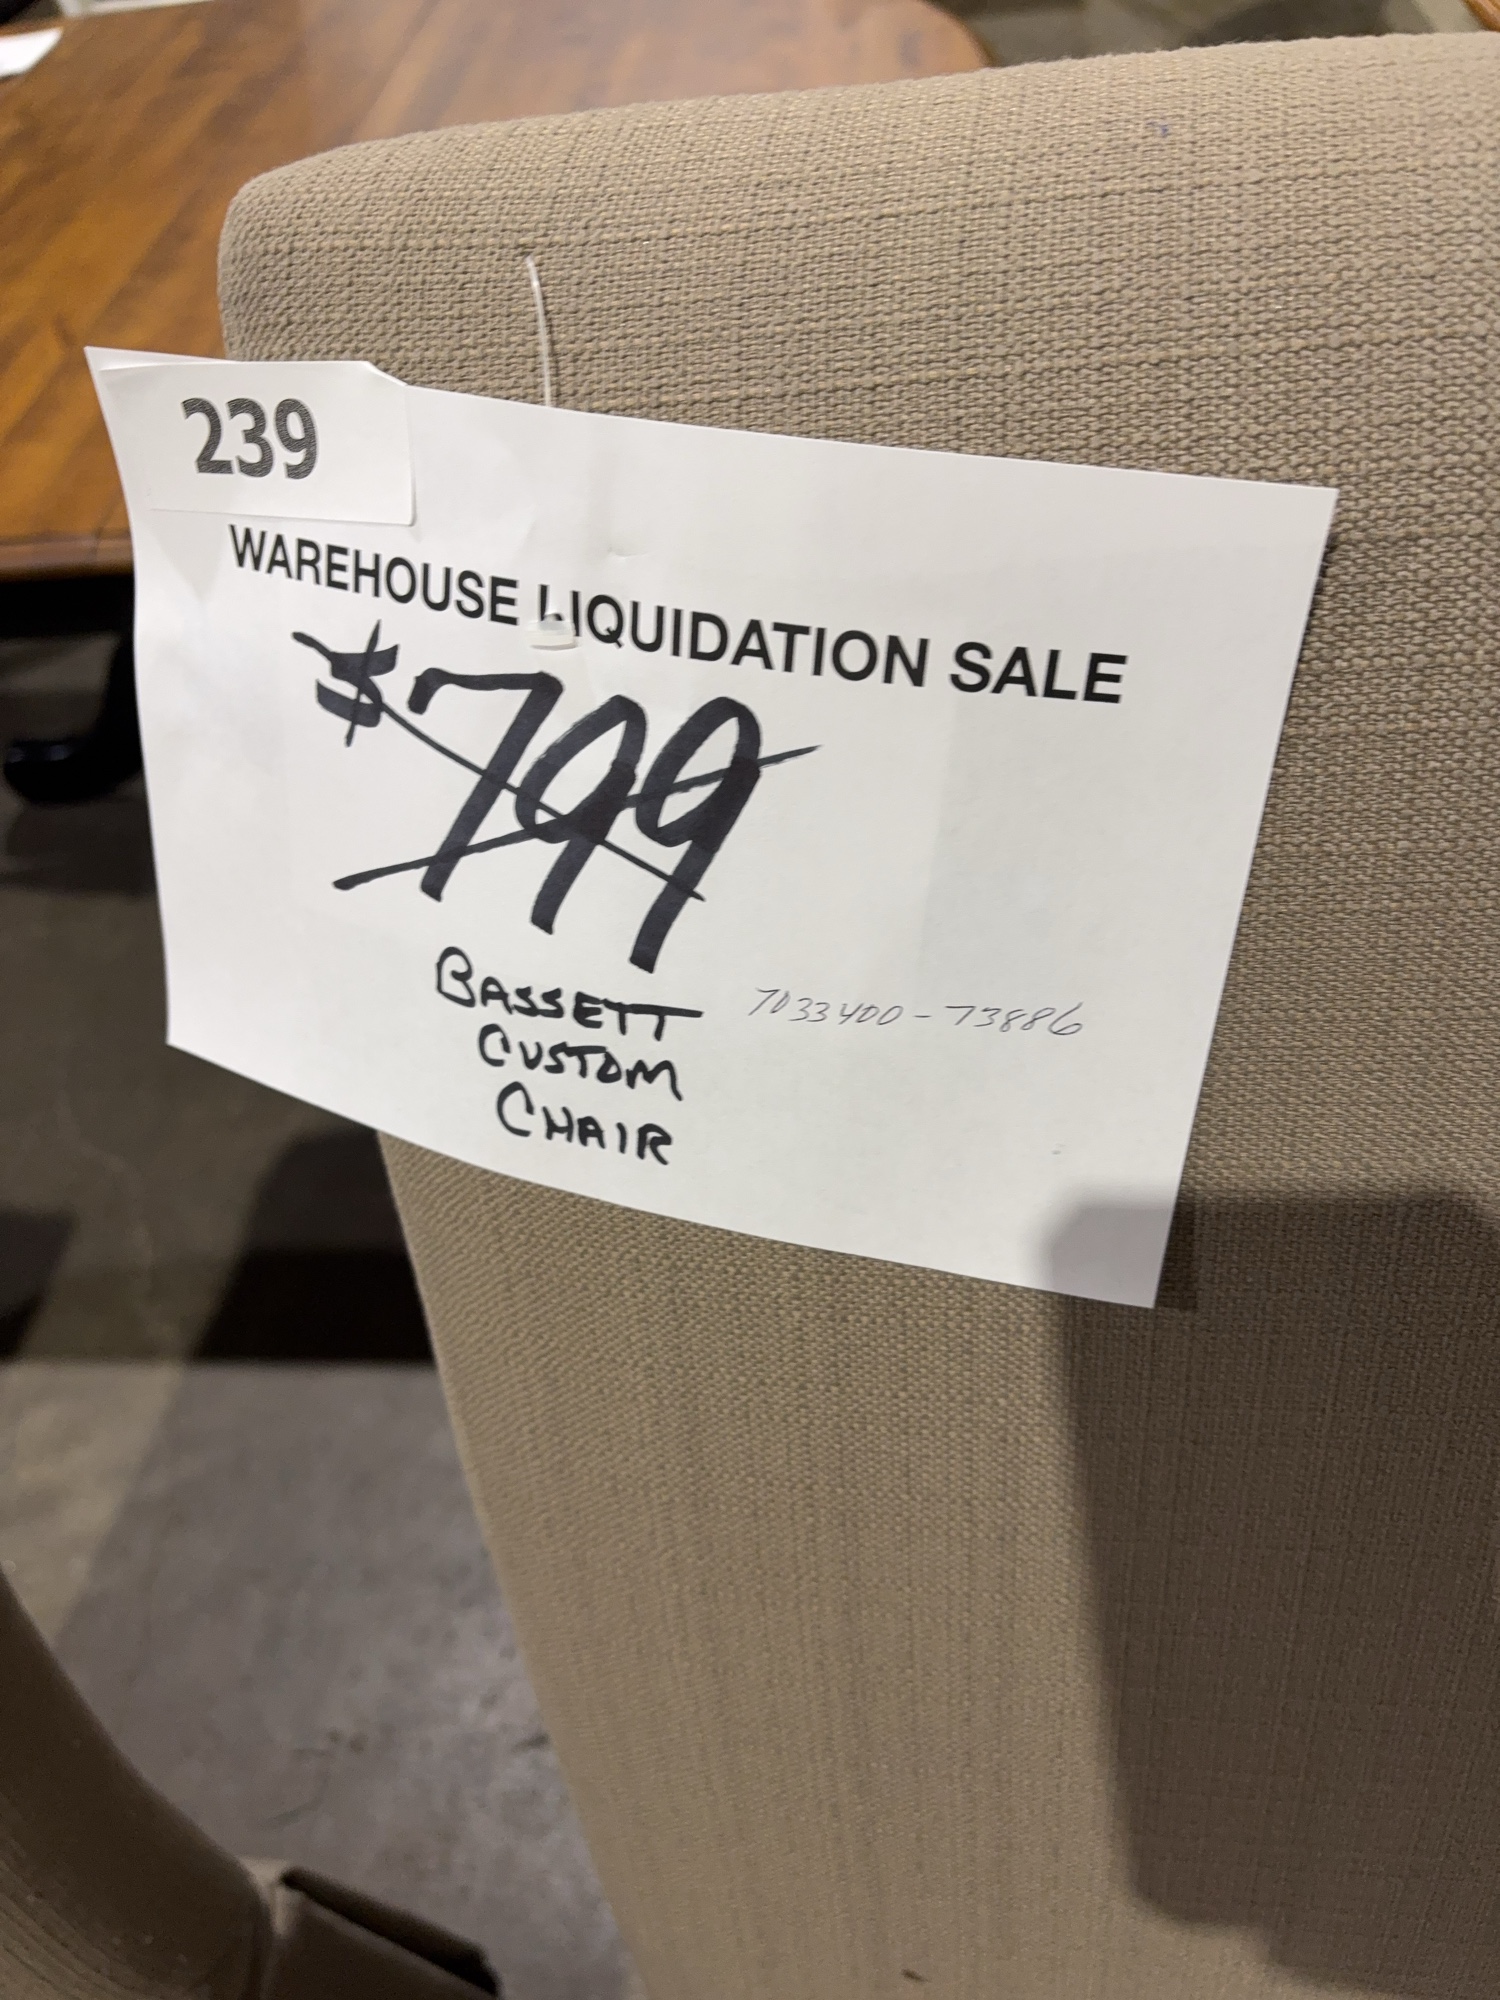 239
WAREHOUSE LIQUIDATION SALE
$799
BASSETT 7033400-73886
CUSTOM
CHAIR